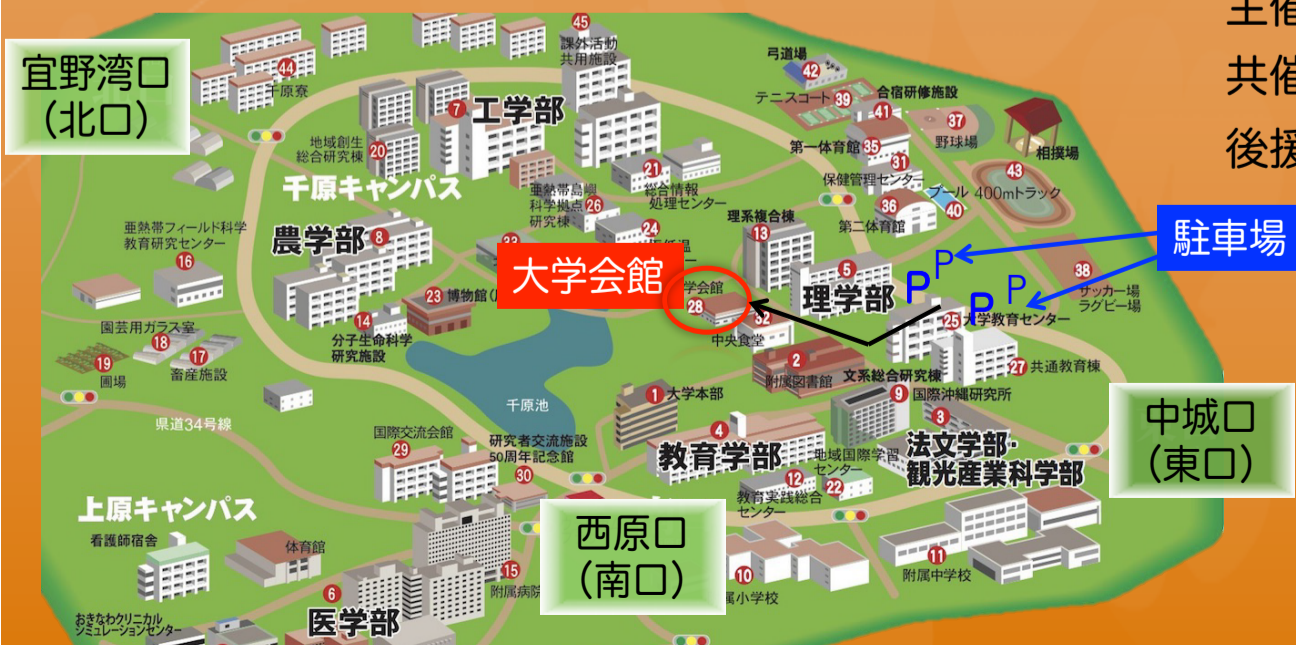 主催
共催
後援
宜野湾口
(北口)
45
課外活動
共用施設
44
千原寮
弓道場
42
テニスコート 39
合宿研修施設
41
37
野球場
相撲場
7 工学部
地域創生
総合研究棟 20
第一体育館 35
31
保健管理センター
43
プール 400mトラック
40
千原キャンパス
21
総合情報
処理センター
亜熱帯島嶼
科学拠点 26
研究棟
36
第二体育館
理系複合棟
13
24
亜熱帯フィールド科学
教育研究センター
16
農学部 8
33
駐車場
大学会館
学会館
28
5
理学部
P P
P P
38
サッカー場
ラグビー場
23 博物館
14
分子生命科学
研究施設
32
中央食堂
25 大学教育センター
園芸用ガラス室
18
17
畜産施設
19
圃場
2
附属図書館
文系総合研究棟
27 共通教育棟
9 国際沖縄研究所
千原池
1 大学本部
3
中城口
(東口)
県道34号線
国際交流会館
29
研究者交流施設
50周年記念館
30
4
教育学部
地域国際学習
センター
22
法文学部・
観光産業科学部
12
教育実践総合
センター
上原キャンパス
看護師宿舎
体育館
西原口
(南口)
15
附属病院
11
附属中学校
10
属小学校
6
医学部
おきなわクリニカル
シミュレーションセンター